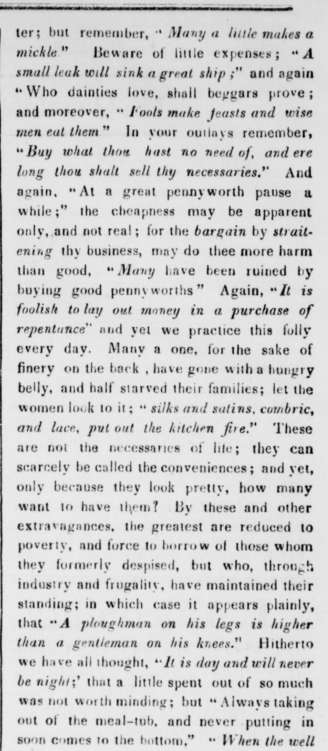 ter; but remember, "Many a little makes a
mickle" Beware of little expenses; "A
small leak will sink a great ship;" and again
"Who dainties love, shall beggars prove;
and moreover, "Fools make feasts and wise
men eat them" In your outlays remember,
"Buy what thou hast no need of, and ere
long thou shalt sell thy necessaries." And
again, "At a great pennyworth pause a
while;" the cheapness may be apparent
only, and not real; for the bargain by strait-
ening thy business, may do thee more harm
than good, "Many have been ruined by
buying good pennyworths" Again, "It is
foolish to lay out money in a purchase of
repentance" and yet we practice this folly
every day. Many a one, for the sake of
finery on the back , have gone with a hungry
belly, and half starved their families; let the
women look to it; "silks and satins, cambric,
and lace, put out the kitchen fire." These
are not the necessaries of life; they can
scarcely be called the conveniences; and yet,
only because they look pretty, how many
want to have them? By these and other
extravagances, the greatest are reduced to
poverty, and force to borrow of those whom
they formerly despised, but who, through
industry and frugality, have maintained their
standing; in which case it appears plainly,
that "A ploughman on his legs is higher
than a gentleman on his knees." Hitherto
we have all thought, "It is day and will never
be night;' that a little spent out of so much
was not worth minding; but "Always taking
out of the meal-tub, and never putting in
soon comes to the bottom," "When the well